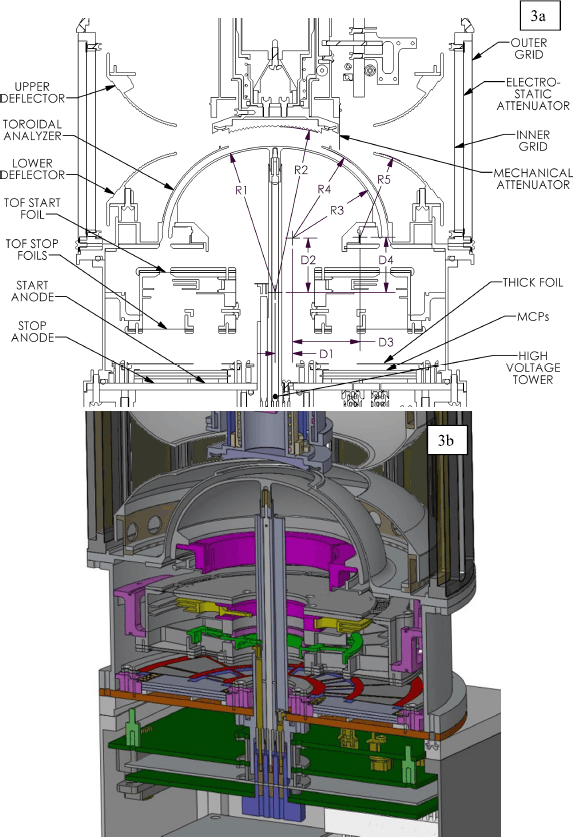 3a
OUTER
GRID
UPPER
DEFLECTOR
ELECTRO-
STATIC
ATTENUATOR
TOROIDAL
ANALYZER
INNER
GRID
LOWER
DEFLECTOR
MECHANICAL
ATTENUATOR
R1
R2
R4
R5
R3
TOF START
FOIL
TOF STOP
FOILS
D2
D4
START
ANODE
THICK FOIL
MCPs
STOP
ANODE
D3
D1
HIGH
VOLTAGE
TOWER
3b